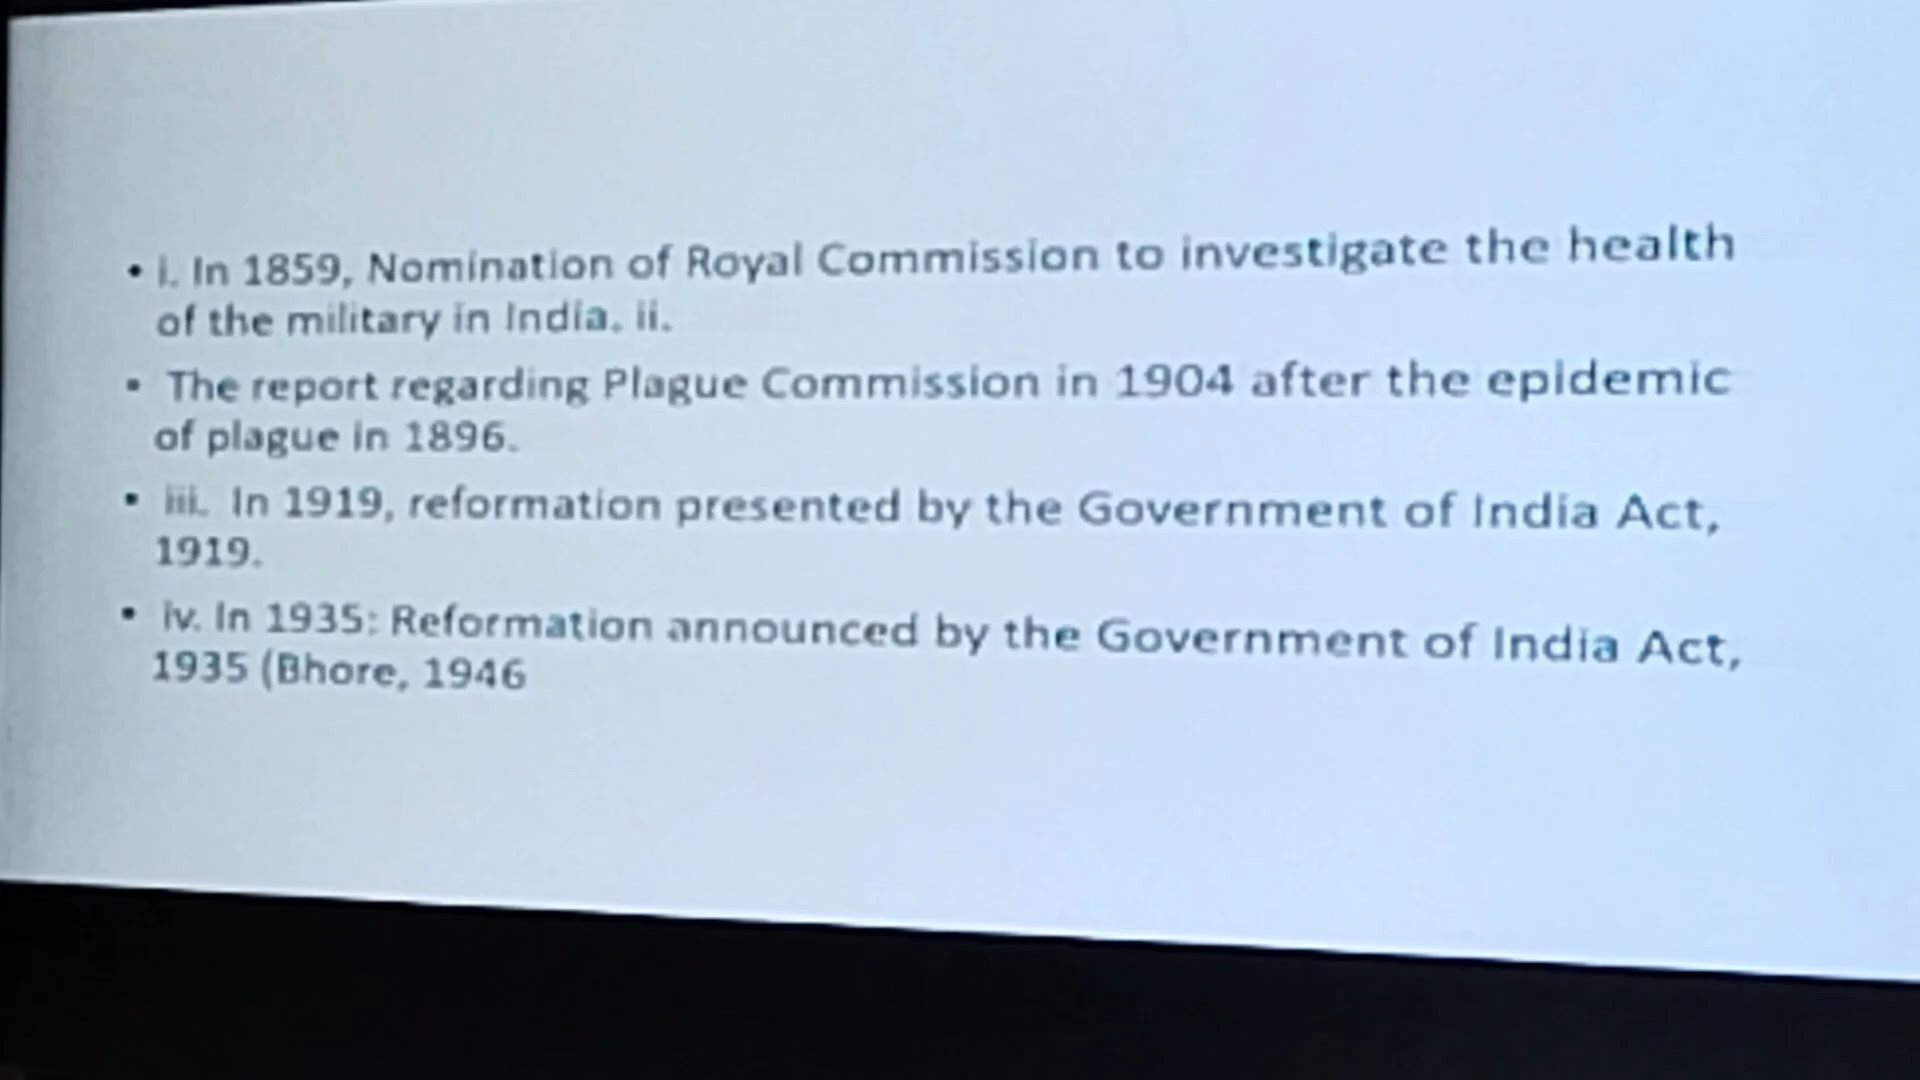 • i. In 1859, Nomination of Royal Commission to investigate the health
of the military in India. ii.
• The report regarding Plague Commission in 1904 after the epidemic
of plague in 1896.
• iii. In 1919, reformation presented by the Government of India Act,
1919.
• iv. In 1935: Reformation announced by the Government of India Act,
1935 (Bhore, 1946